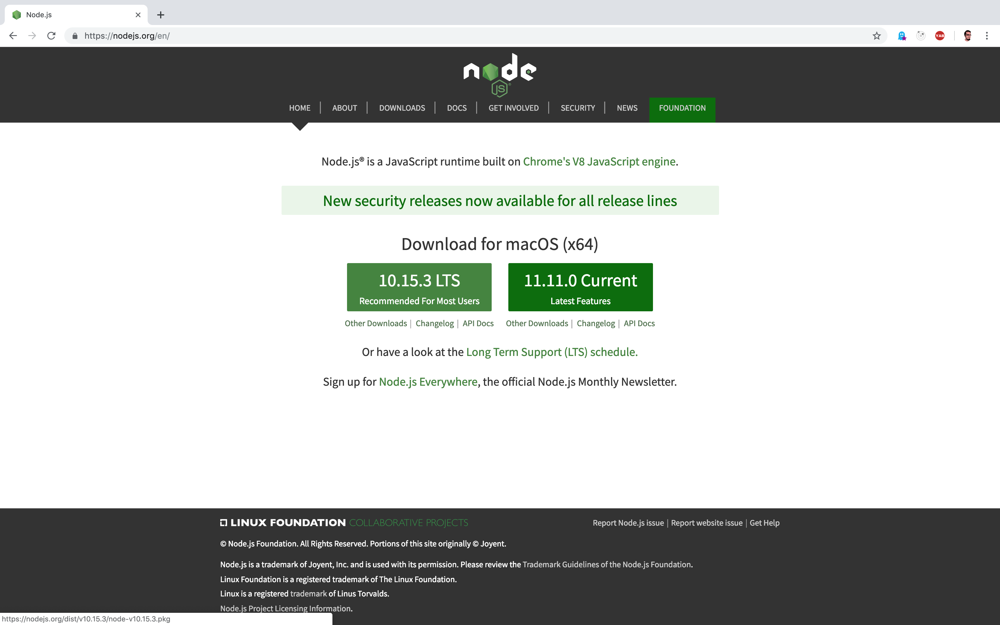 Node.js
https://nodejs.org/en/
YAB
node
JS®
HOME | ABOUT | DOWNLOADS | DOCS | GET INVOLVED | SECURITY | NEWS FOUNDATION
Node.js® is a JavaScript runtime built on Chrome's V8 JavaScript engine.
New security releases now available for all release lines
Download for macOS (x64)
10.15.3 LTS
Recommended For Most Users
11.11.0 Current
Latest Features
Other Downloads | Changelog | API Docs
Other Downloads | Changelog | API Docs
Or have a look at the Long Term Support (LTS) schedule.
Sign up for Node.js Everywhere, the official Node.js Monthly Newsletter.
LINUX FOUNDATION COLLABORATIVE PROJECTS
Report Node.js issue | Report website issue | Get Help
© Node.js Foundation. All Rights Reserved. Portions of this site originally © Joyent.
Node.js is a trademark of Joyent, Inc. and is used with its permission. Please review the Trademark Guidelines of the Node.js Foundation.
Linux Foundation is a registered trademark of The Linux Foundation.
Linux is a registered trademark of Linus Torvalds.
Node.js Project Licensing Information.
https://nodejs.org/dist/v10.15.3/node-v10.15.3.pkg